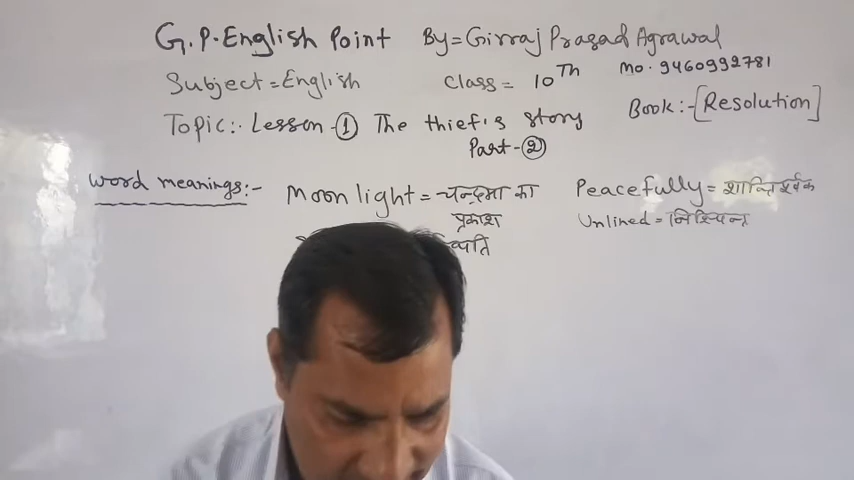 G.P. English Point By = Girraj Prasad Agrawal
Subject = English Class = 10Th Mo. 9460992781
Topic:- Lesson - 1 The thief's story Book:- [Resolution]
Part - 2
Word meanings:- Moon light = चन्द्रमा का Peacefully = शान्तिपूर्वक
प्रकाश Unlined = निश्चिन्त